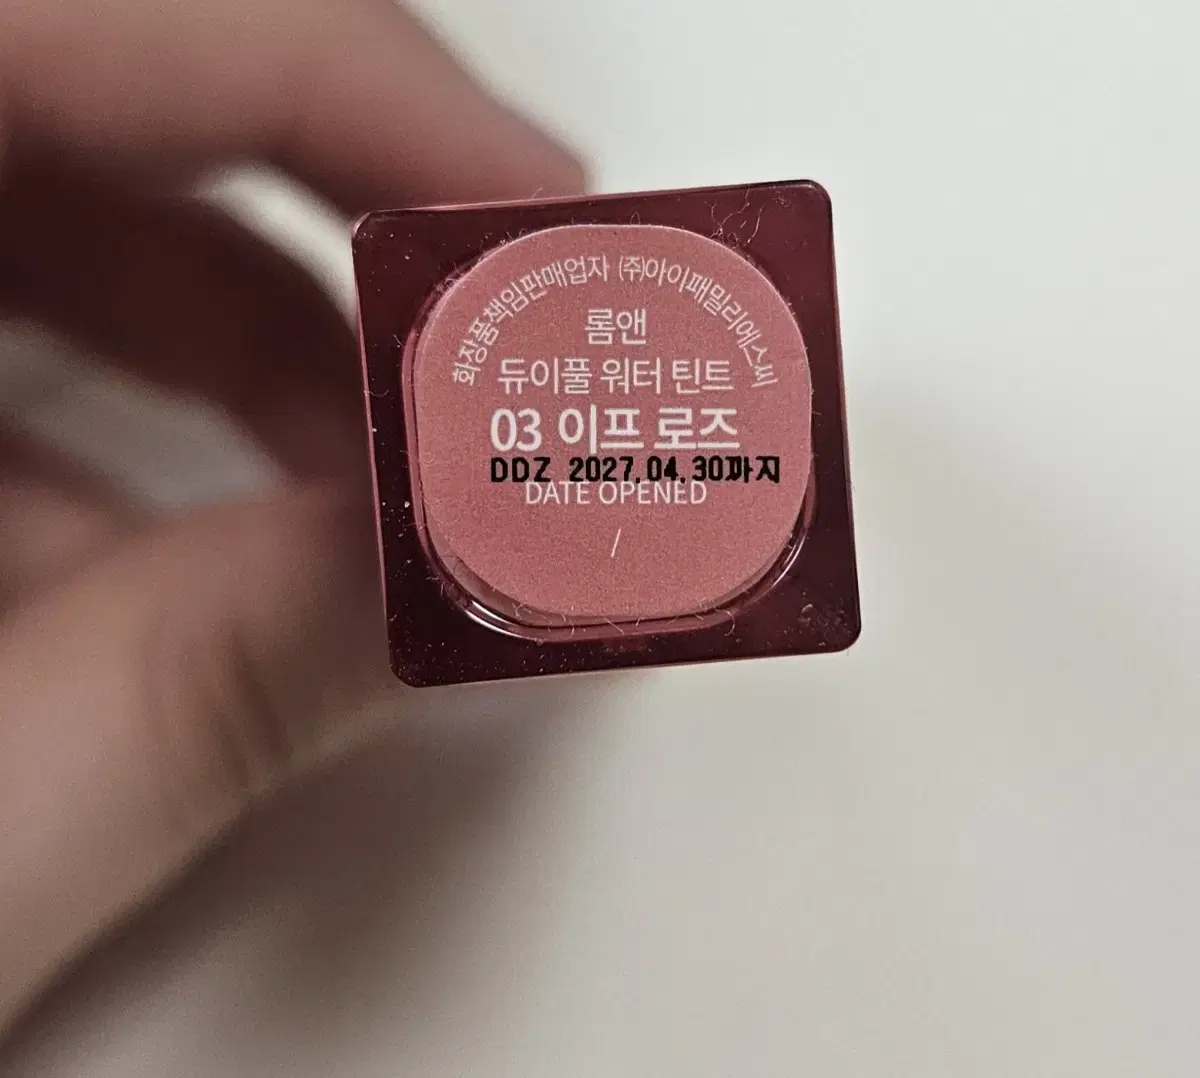 화장품책임판매업자 (주)아이패밀리에스씨
롬앤
듀이풀 워터 틴트
03 이프 로즈
DDZ 2027.04.30까지
DATE OPENED
/